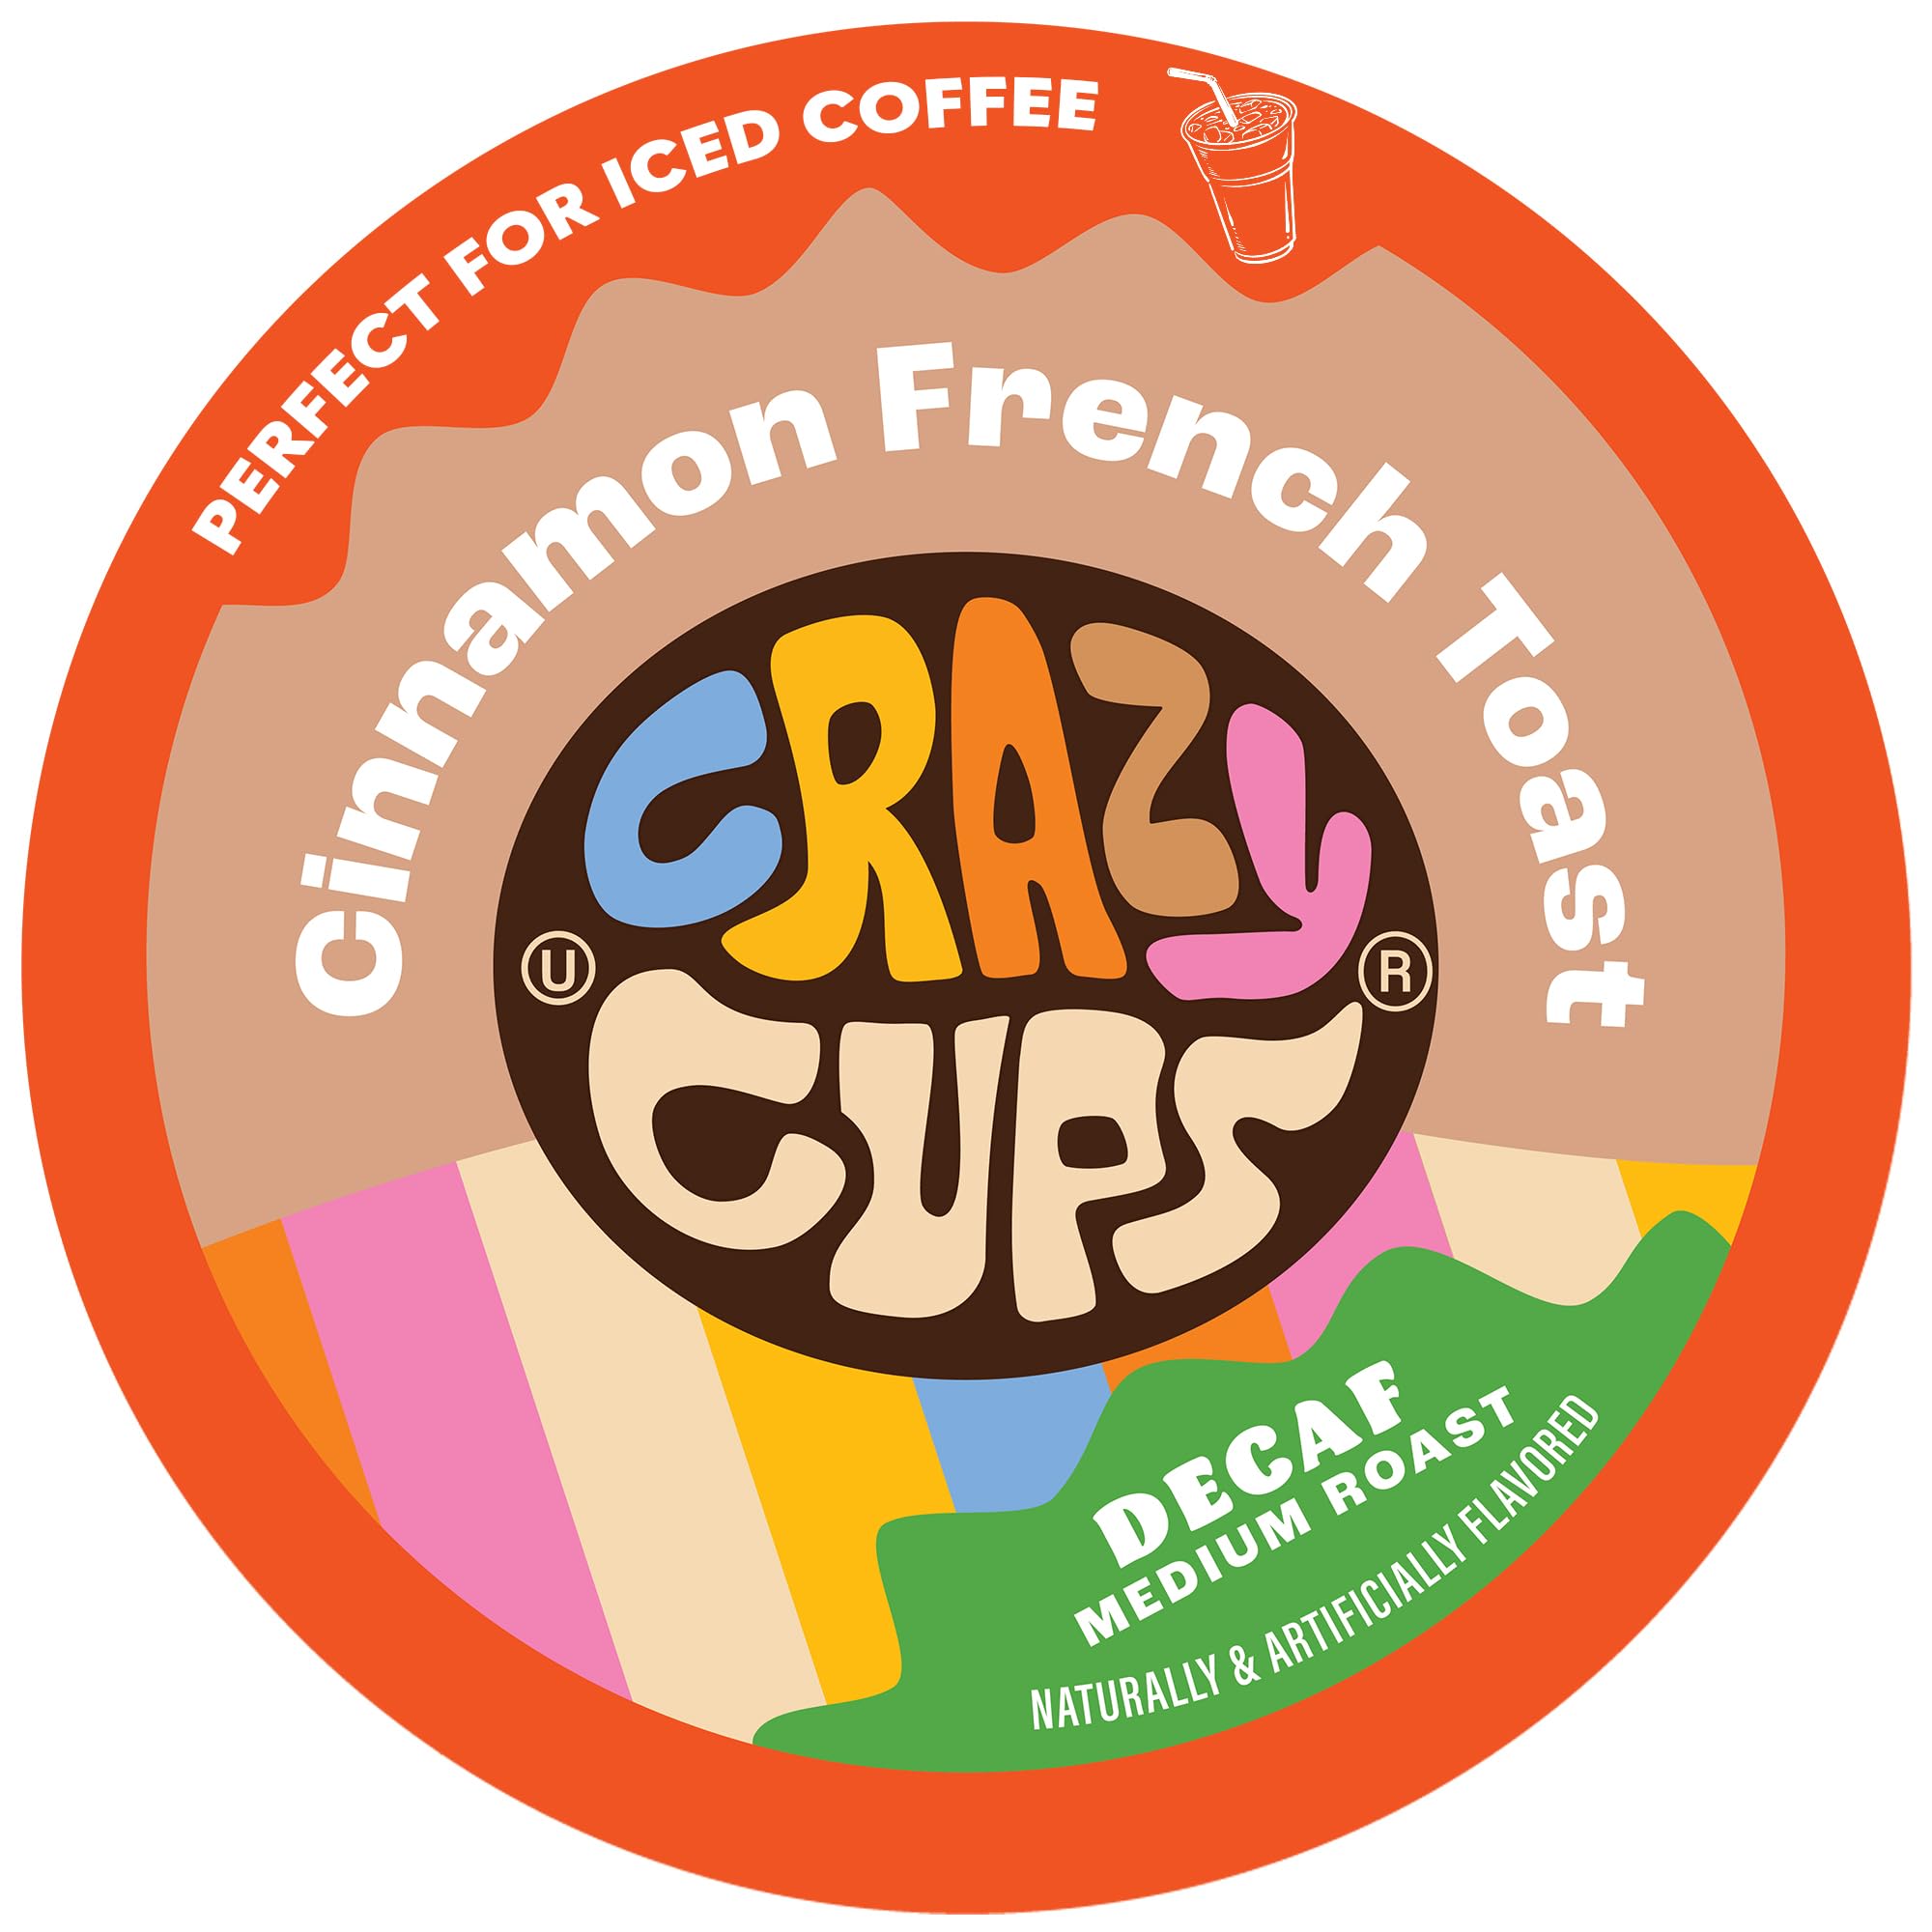 PERFECT FOR ICED COFFEE
Cinnamon French Toast
CRAZY
U
R
CUPS
DECAF
MEDIUM ROAST
NATURALLY & ARTIFICIALLY FLAVORED